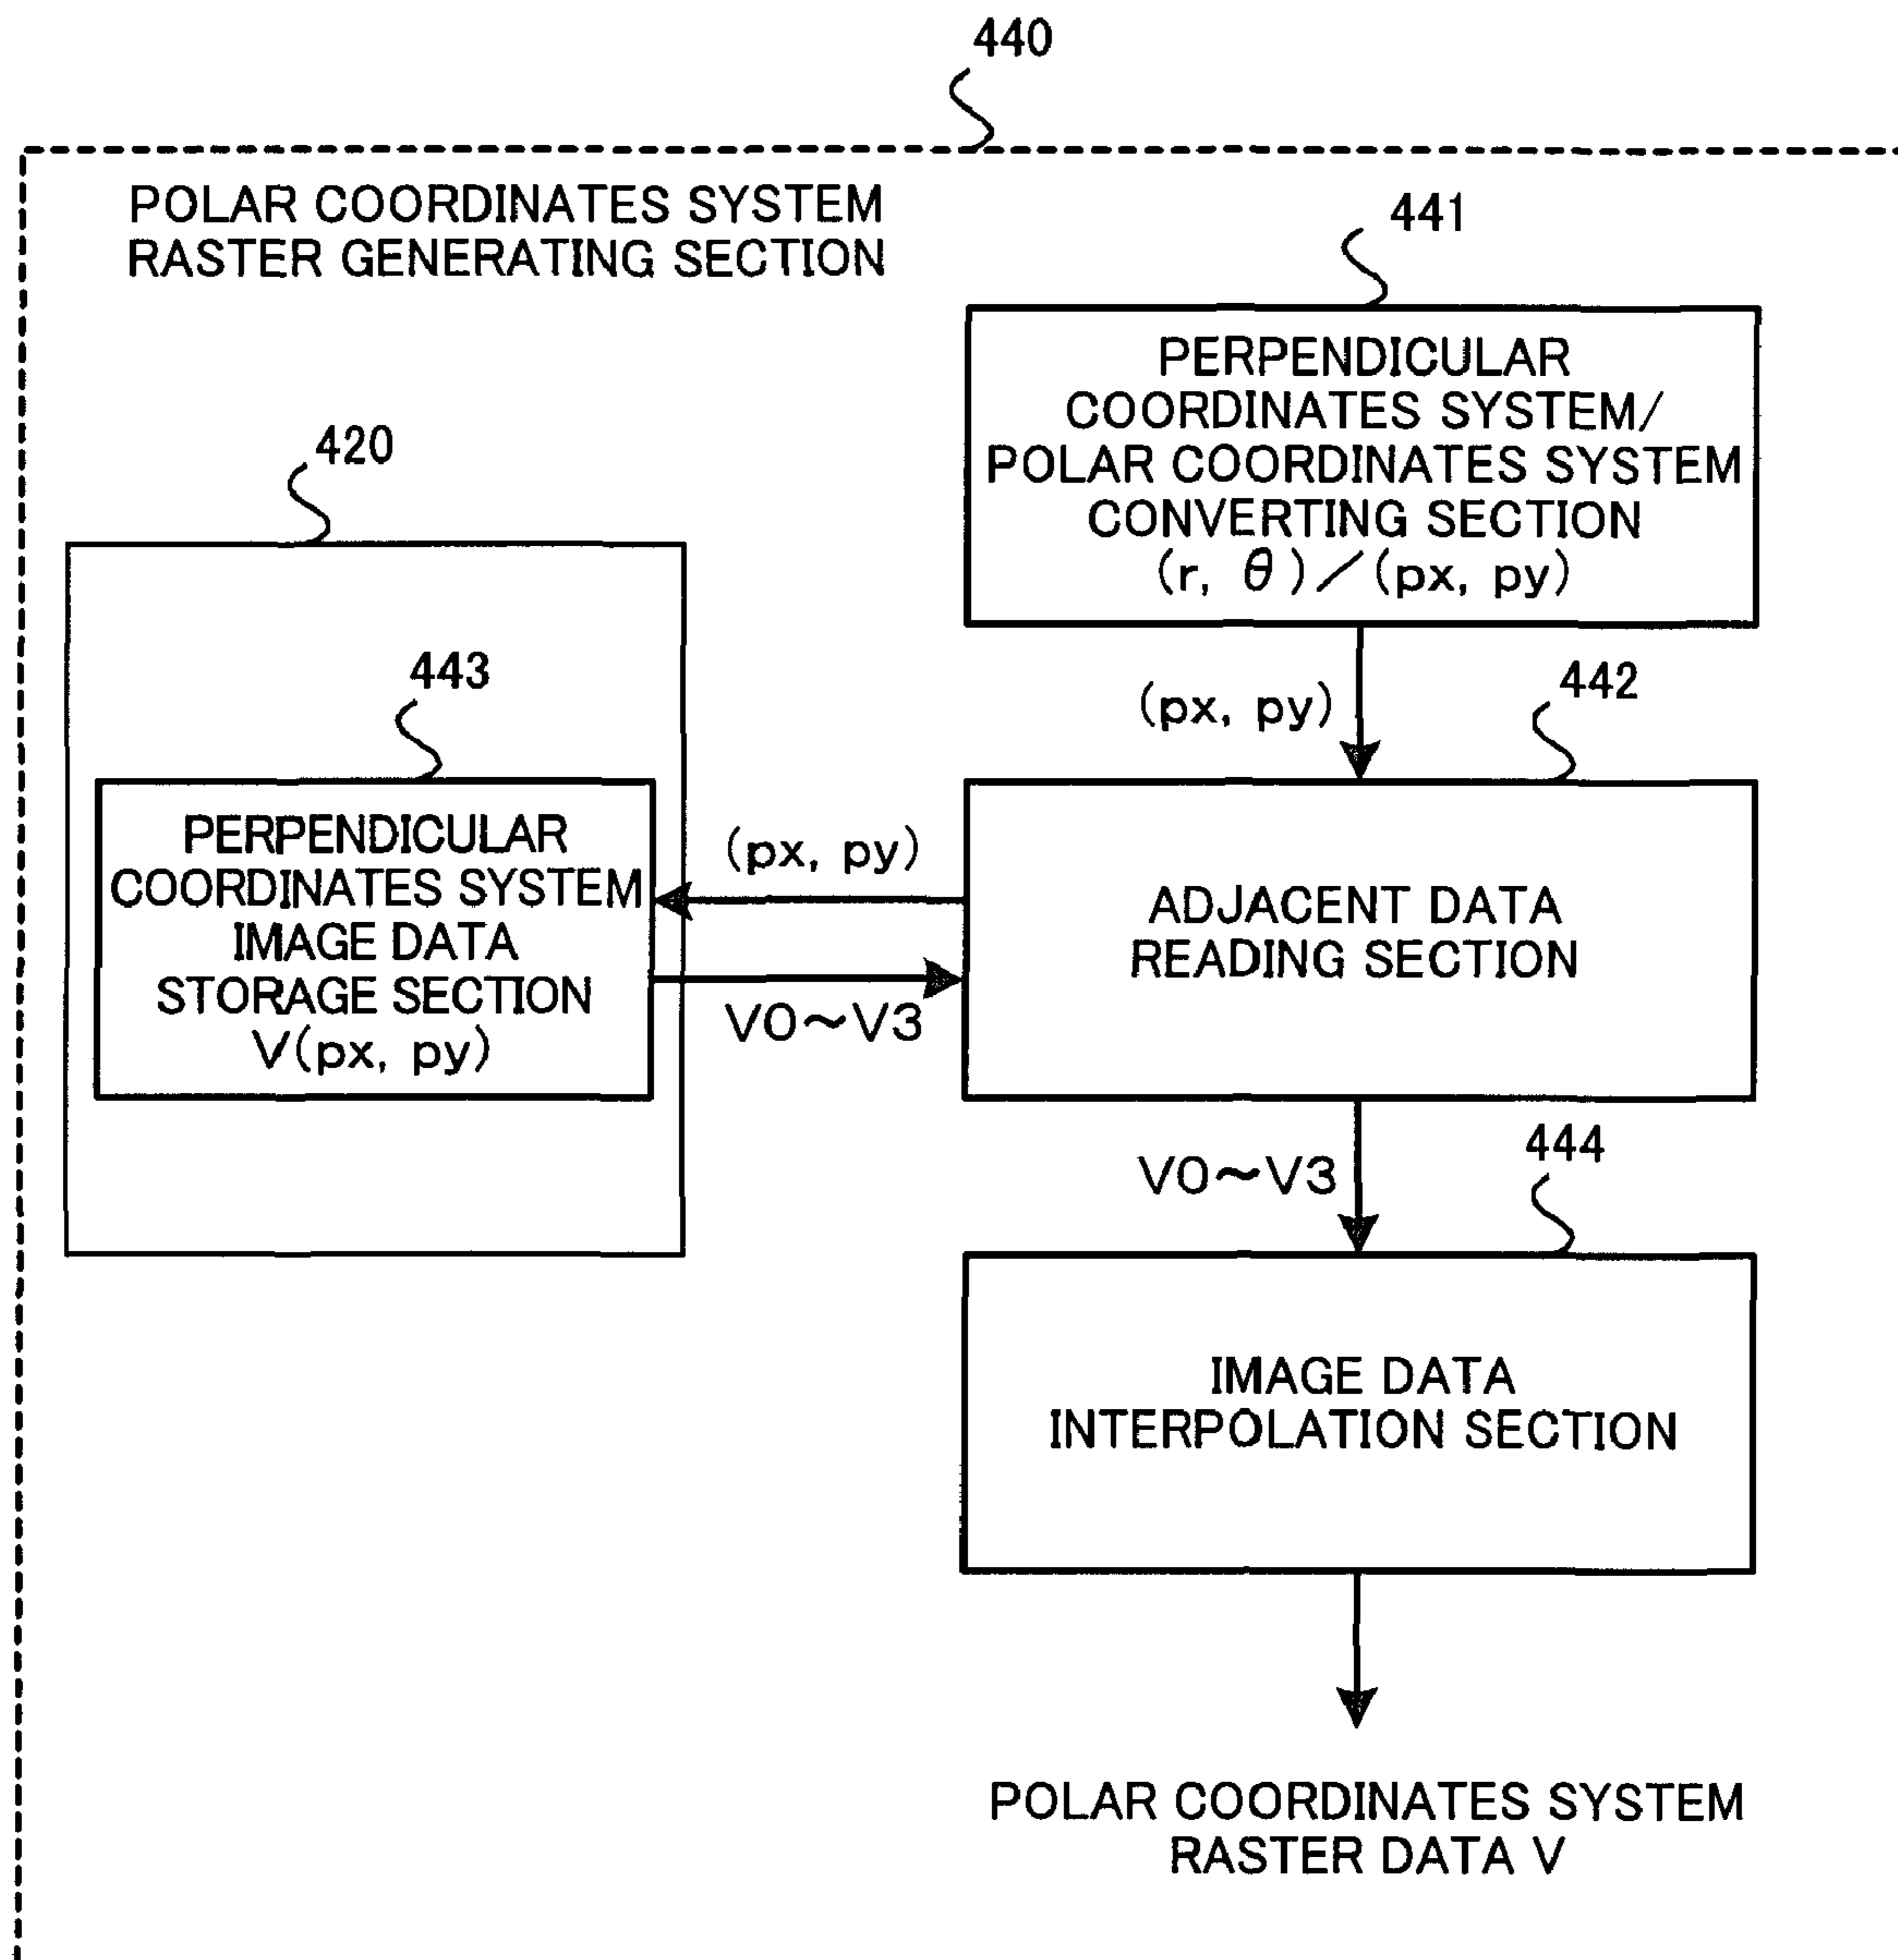 440
POLAR COORDINATES SYSTEM
RASTER GENERATING SECTION
441
PERPENDICULAR
COORDINATES SYSTEM/
POLAR COORDINATES SYSTEM
CONVERTING SECTION
(r, θ)/(px, py)
420
443
(px, py)
442
PERPENDICULAR
COORDINATES SYSTEM
IMAGE DATA
STORAGE SECTION
V(px, py)
(px, py)
V0~V3
ADJACENT DATA
READING SECTION
V0~V3
444
IMAGE DATA
INTERPOLATION SECTION
POLAR COORDINATES SYSTEM
RASTER DATA V